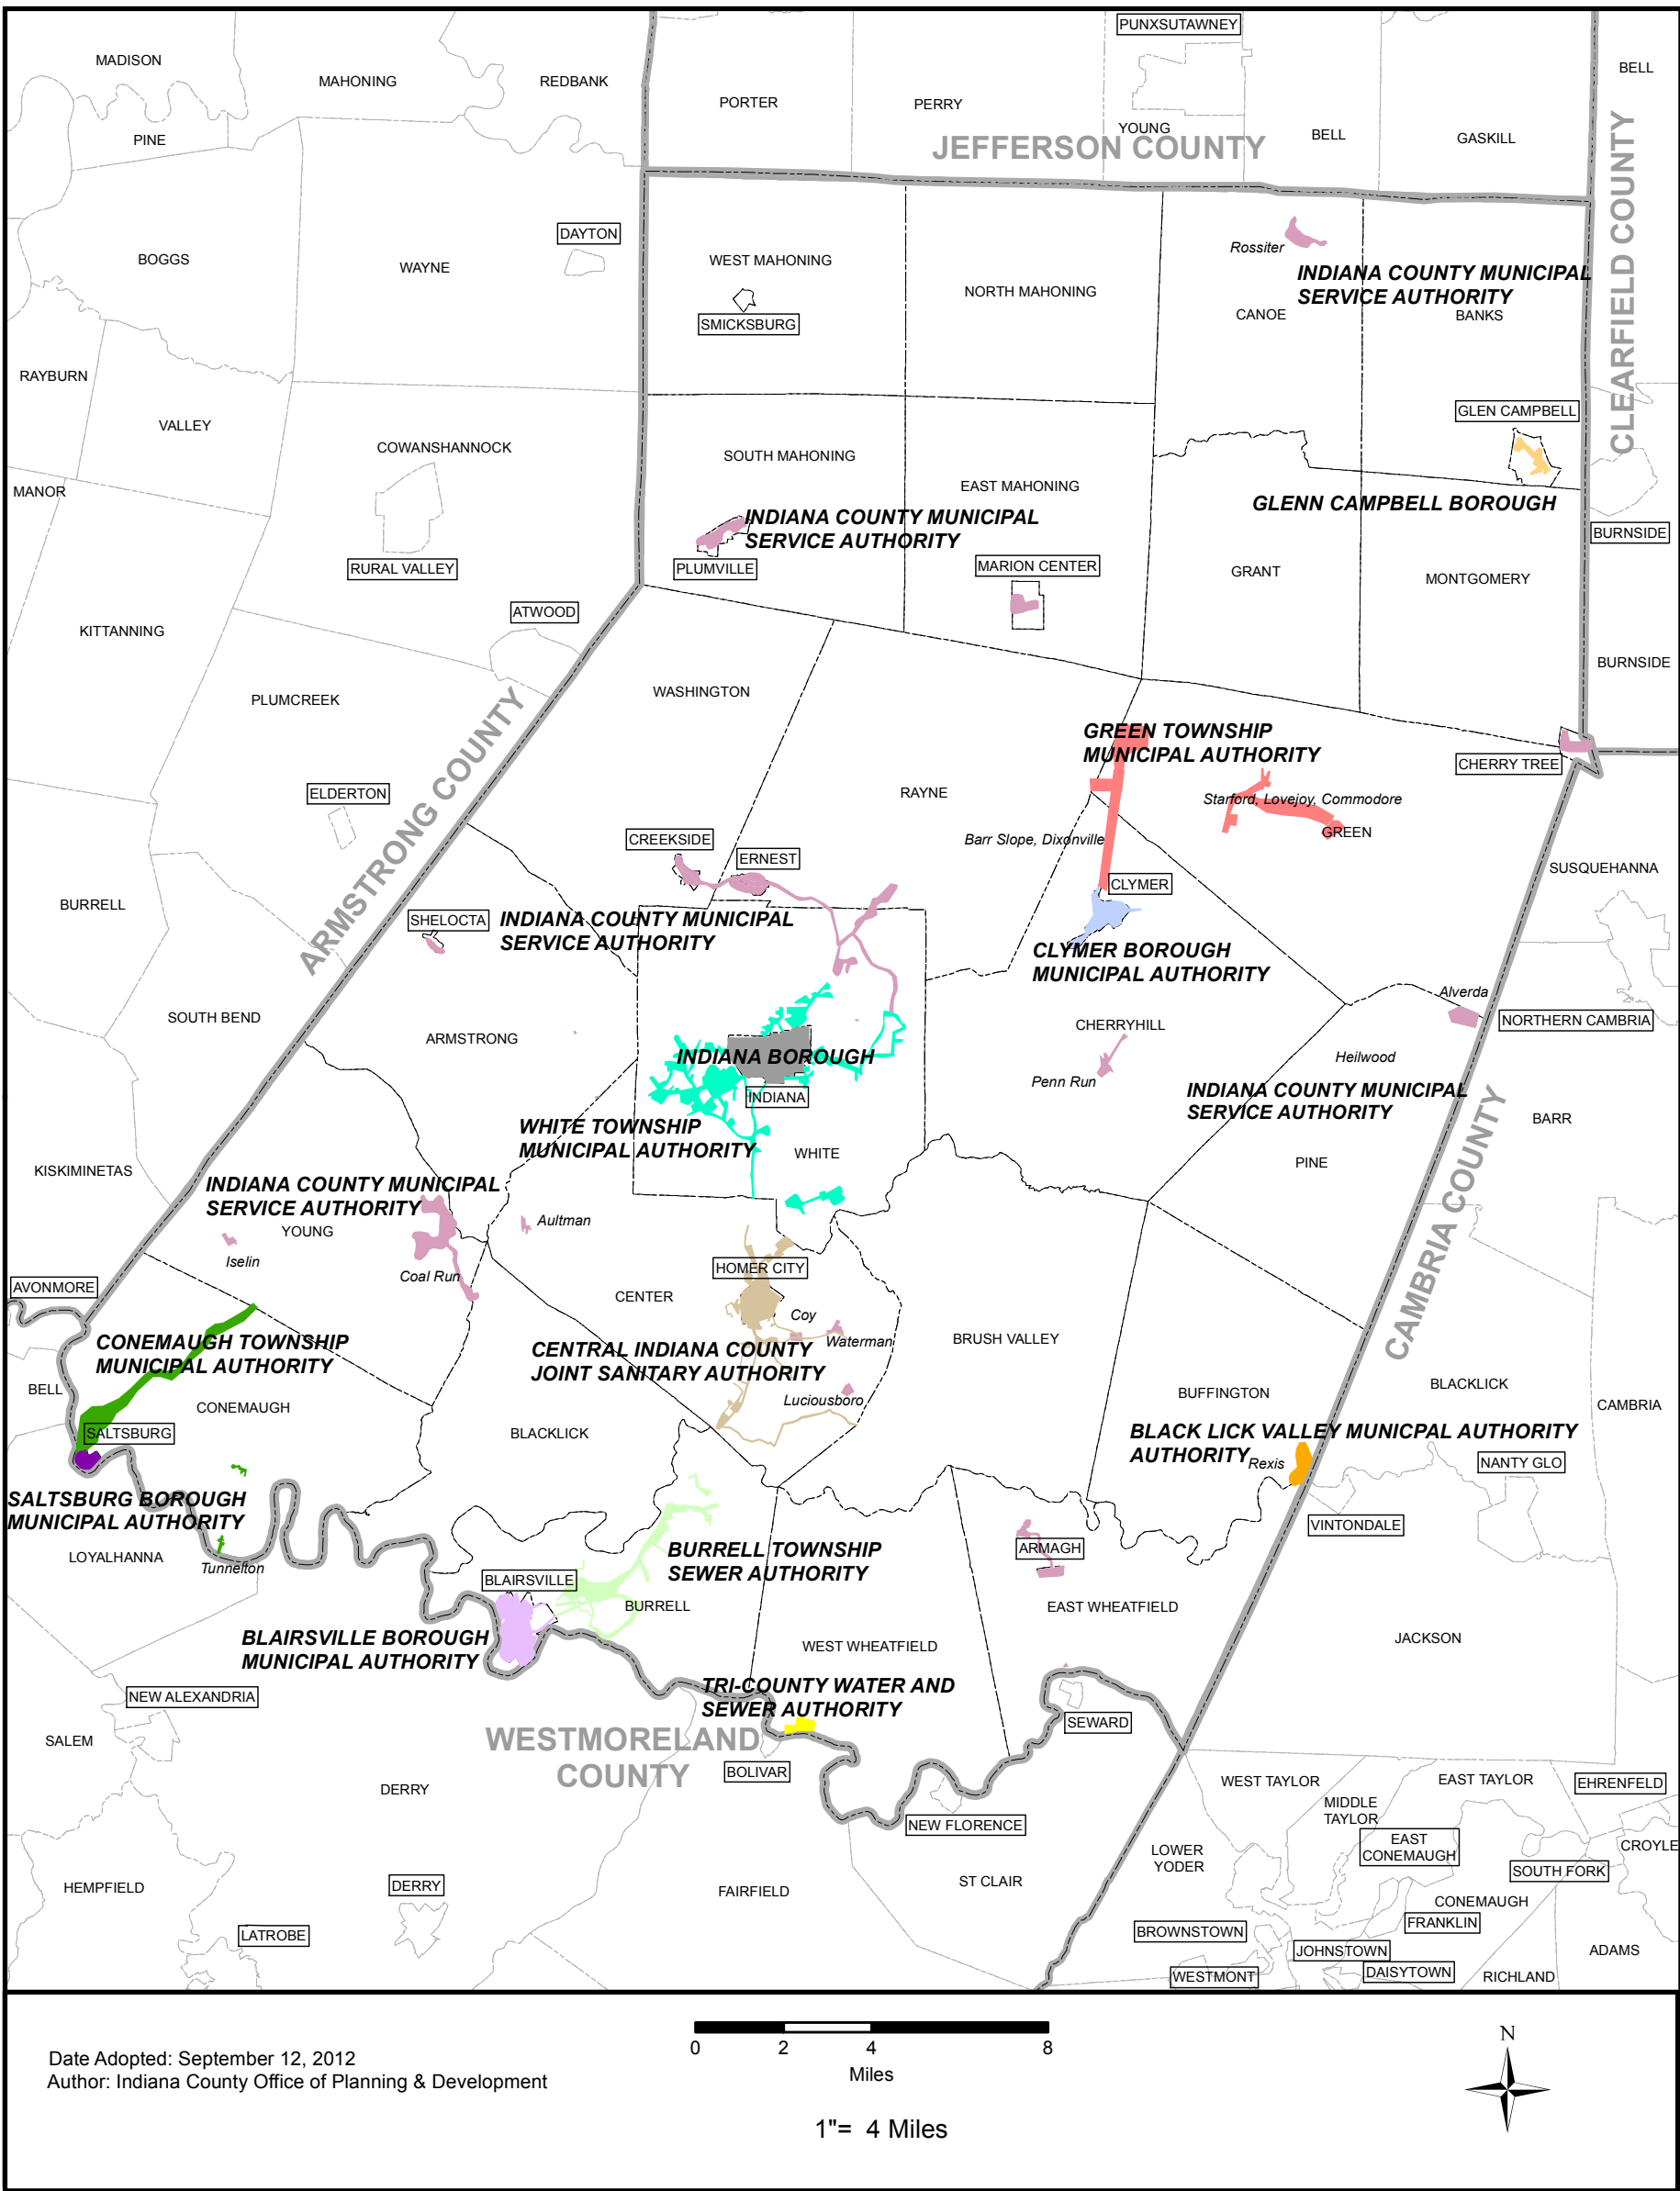 PUNXSUTAWNEY
MADISON
MAHONING
REDBANK
BELL
PORTER
PERRY
YOUNG
BELL
GASKILL
PINE
JEFFERSON COUNTY
CLEARFIELD COUNTY
DAYTON
BOGGS
WAYNE
WEST MAHONING
Rossiter
INDIANA COUNTY MUNICIPAL
SERVICE AUTHORITY
NORTH MAHONING
CANOE
BANKS
SMICKSBURG
RAYBURN
VALLEY
GLEN CAMPBELL
COWANSHANNOCK
SOUTH MAHONING
MANOR
EAST MAHONING
GLENN CAMPBELL BOROUGH
INDIANA COUNTY MUNICIPAL
SERVICE AUTHORITY
BURNSIDE
RURAL VALLEY
PLUMVILLE
MARION CENTER
GRANT
MONTGOMERY
ATWOOD
KITTANNING
BURNSIDE
PLUMCREEK
WASHINGTON
ARMSTRONG COUNTY
GREEN TOWNSHIP
MUNICIPAL AUTHORITY
CHERRY TREE
ELDERTON
RAYNE
Starford, Lovejoy, Commodore
GREEN
CREEKSIDE
ERNEST
Barr Slope, Dixonville
SUSQUEHANNA
CLYMER
BURRELL
SHELOCTA
INDIANA COUNTY MUNICIPAL
SERVICE AUTHORITY
CLYMER BOROUGH
MUNICIPAL AUTHORITY
Alverda
SOUTH BEND
NORTHERN CAMBRIA
ARMSTRONG
CHERRYHILL
INDIANA BOROUGH
Heilwood
Penn Run
INDIANA
INDIANA COUNTY MUNICIPAL
SERVICE AUTHORITY
BARR
WHITE TOWNSHIP
MUNICIPAL AUTHORITY
WHITE
PINE
KISKIMINETAS
INDIANA COUNTY MUNICIPAL
SERVICE AUTHORITY
YOUNG
Aultman
CAMBRIA COUNTY
Iselin
Coal Run
HOMER CITY
AVONMORE
CENTER
Coy
Waterman
BRUSH VALLEY
CONEMAUGH TOWNSHIP
MUNICIPAL AUTHORITY
CENTRAL INDIANA COUNTY
JOINT SANITARY AUTHORITY
BELL
Luciousboro
BUFFINGTON
BLACKLICK
CAMBRIA
CONEMAUGH
SALTSBURG
BLACKLICK
BLACK LICK VALLEY MUNICPAL AUTHORITY
AUTHORITY
Rexis
NANTY GLO
SALTSBURG BOROUGH
MUNICIPAL AUTHORITY
VINTONDALE
LOYALHANNA
Tunnelton
BURRELL TOWNSHIP
SEWER AUTHORITY
ARMAGH
BLAIRSVILLE
BURRELL
EAST WHEATFIELD
BLAIRSVILLE BOROUGH
MUNICIPAL AUTHORITY
WEST WHEATFIELD
JACKSON
TRI-COUNTY WATER AND
SEWER AUTHORITY
NEW ALEXANDRIA
SEWARD
SALEM
WESTMORELAND
COUNTY
BOLIVAR
DERRY
WEST TAYLOR
EAST TAYLOR
EHRENFELD
MIDDLE
TAYLOR
NEW FLORENCE
EAST
CONEMAUGH
CROYLE
LOWER
YODER
SOUTH FORK
HEMPFIELD
DERRY
FAIRFIELD
ST CLAIR
CONEMAUGH
FRANKLIN
LATROBE
BROWNSTOWN
JOHNSTOWN
ADAMS
WESTMONT
DAISYTOWN
RICHLAND
Date Adopted: September 12, 2012
Author: Indiana County Office of Planning & Development
0 2 4 8
Miles
1"= 4 Miles
N